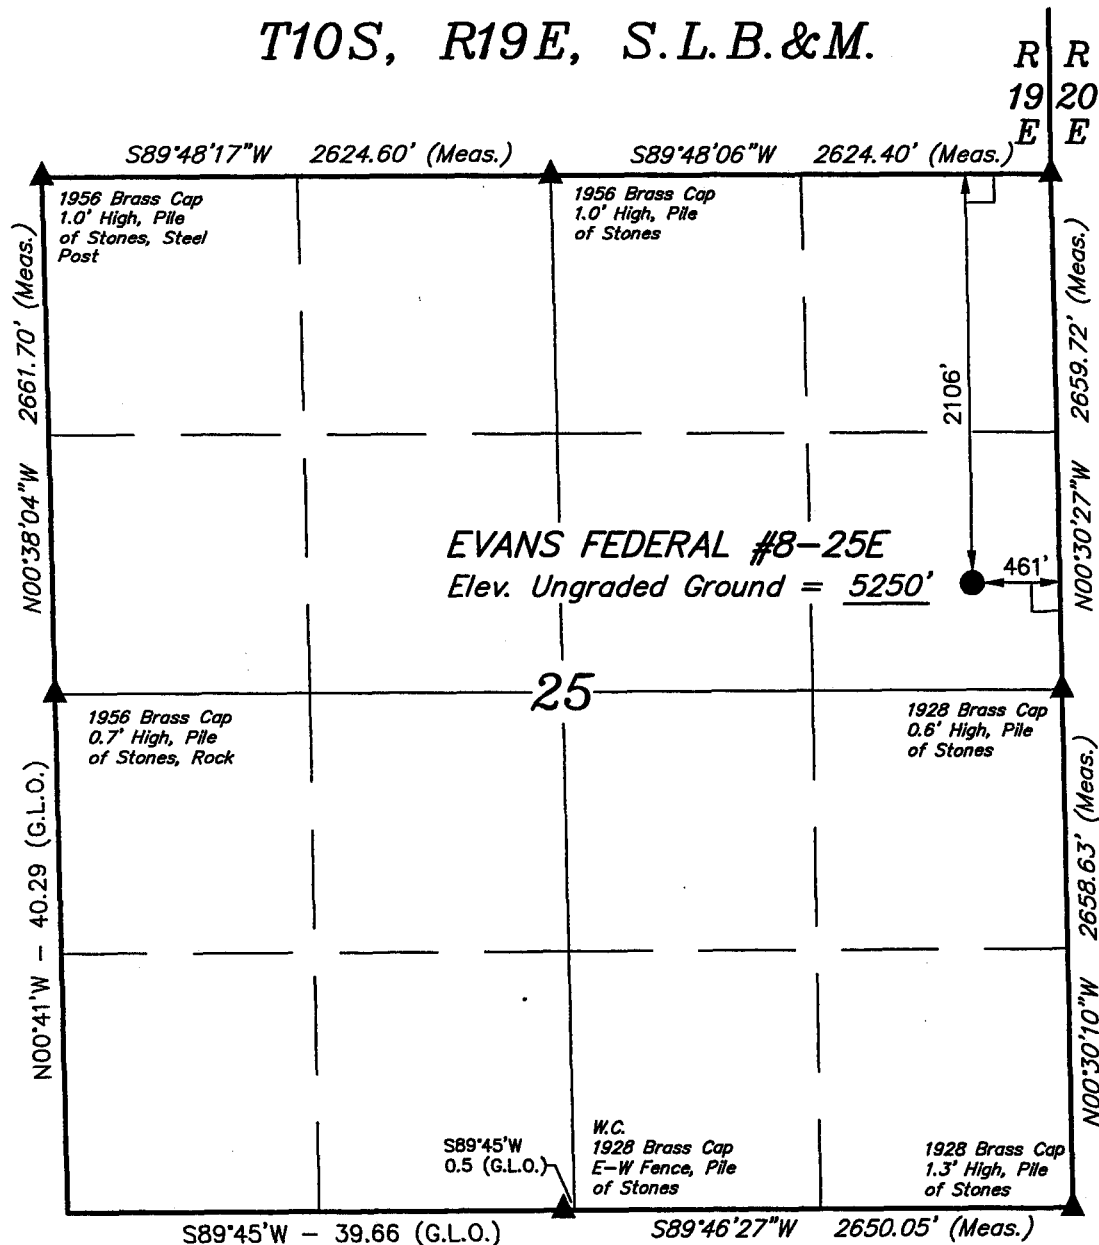 T10S, R19E, S.L.B.&M.
R R
19 20
E E
S89°48'17"W 2624.60' (Meas.)
S89°48'06"W 2624.40' (Meas.)
1956 Brass Cap
1.0' High, Pile
of Stones, Steel
Post
1956 Brass Cap
1.0' High, Pile
of Stones
N00°38'04"W 2661.70' (Meas.)
2106'
N00°30'27"W 2659.72' (Meas.)
EVANS FEDERAL #8-25E
Elev. Ungraded Ground = 5250'
461'
25
1956 Brass Cap
0.7' High, Pile
of Stones, Rock
1928 Brass Cap
0.6' High, Pile
of Stones
N00°41'W - 40.29 (G.L.O.)
N00°30'10"W 2658.63' (Meas.)
S89°45'W
0.5 (G.L.O.)
W.C.
1928 Brass Cap
E-W Fence, Pile
of Stones
1928 Brass Cap
1.3' High, Pile
of Stones
S89°45'W - 39.66 (G.L.O.)
S89°46'27"W 2650.05' (Meas.)